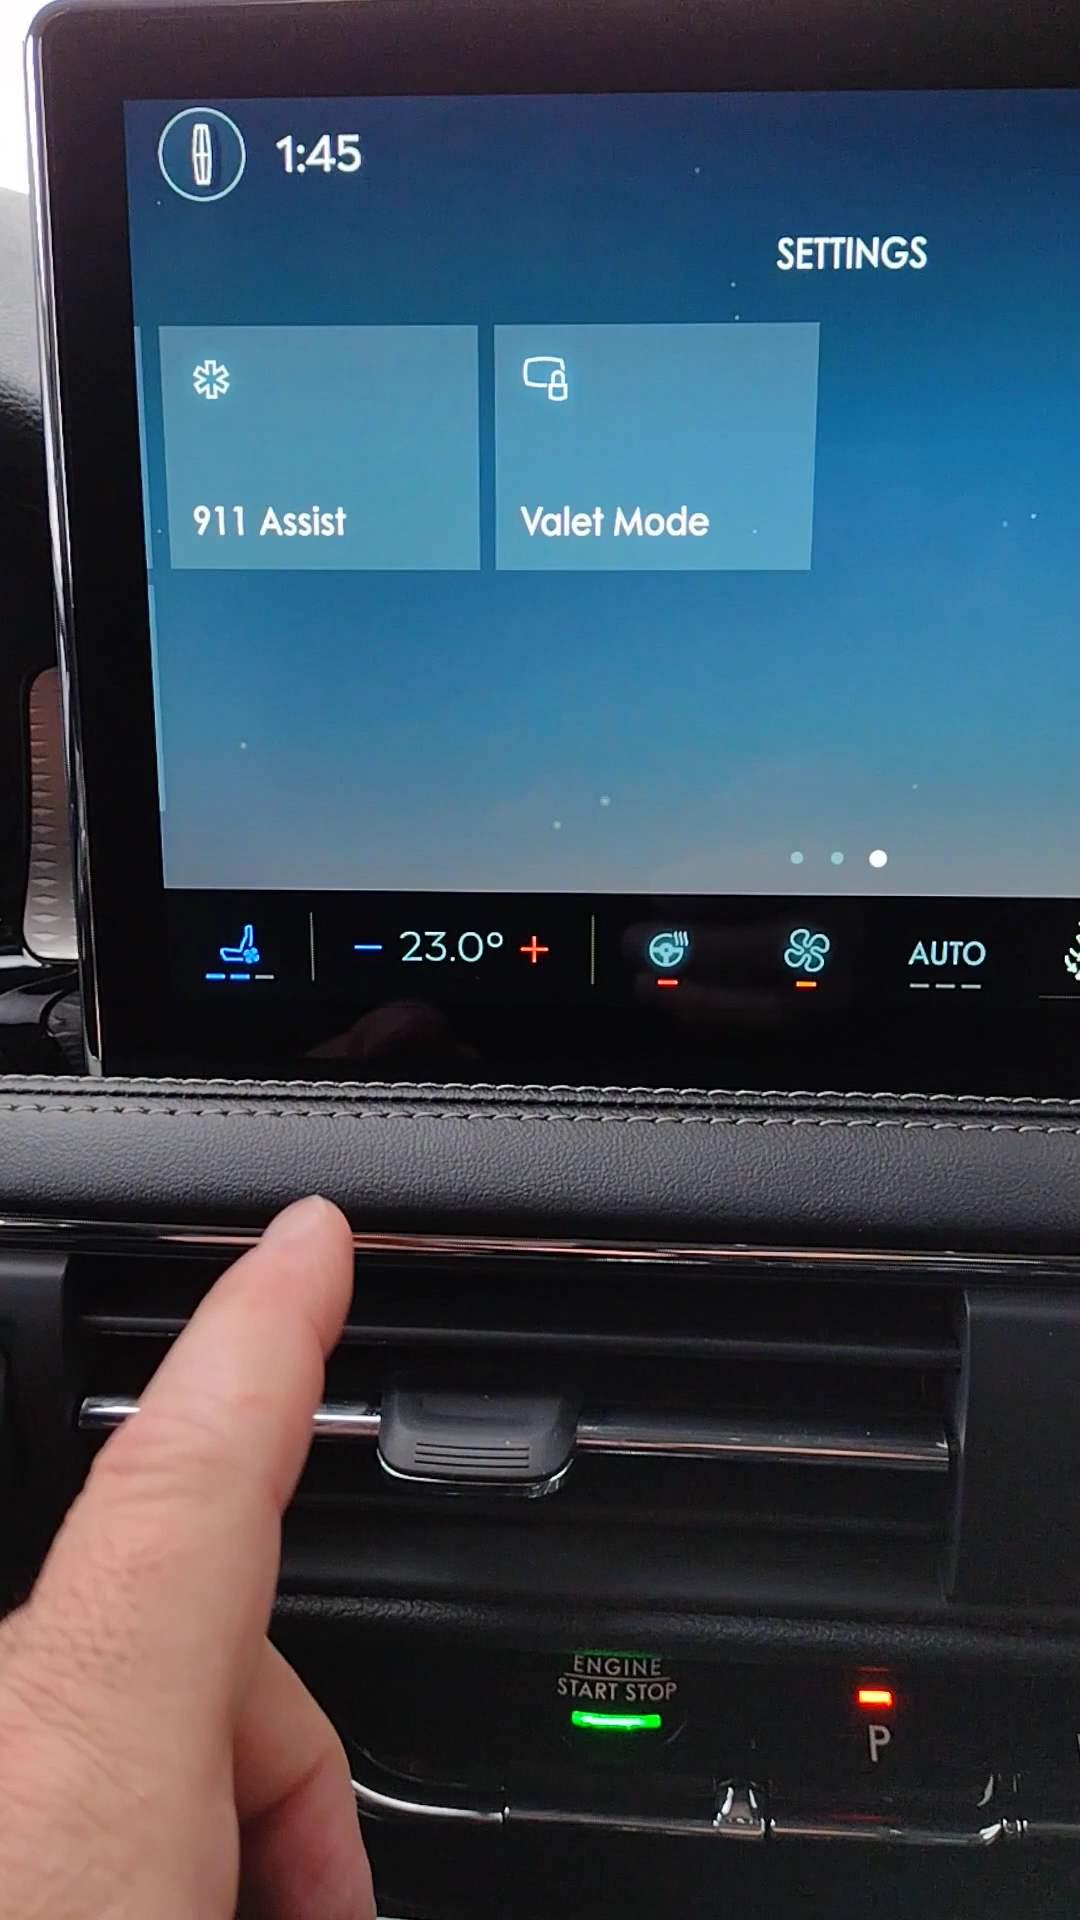 1:45
SETTINGS
911 Assist
Valet Mode
23.0°
AUTO
ENGINE
START STOP
P